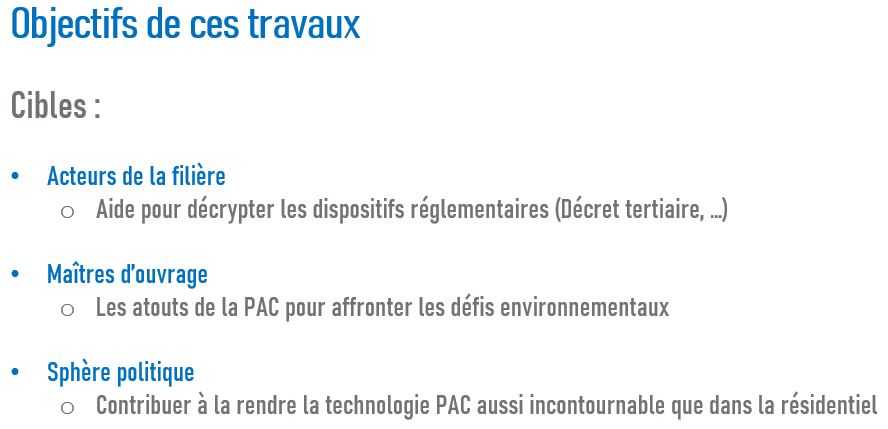 Objectifs de ces travaux
Cibles :
• Acteurs de la filière
o Aide pour décrypter les dispositifs réglementaires (Décret tertiaire, ...)
• Maîtres d'ouvrage
o Les atouts de la PAC pour affronter les défis environnementaux
• Sphère politique
o Contribuer à la rendre la technologie PAC aussi incontournable que dans la résidentiel